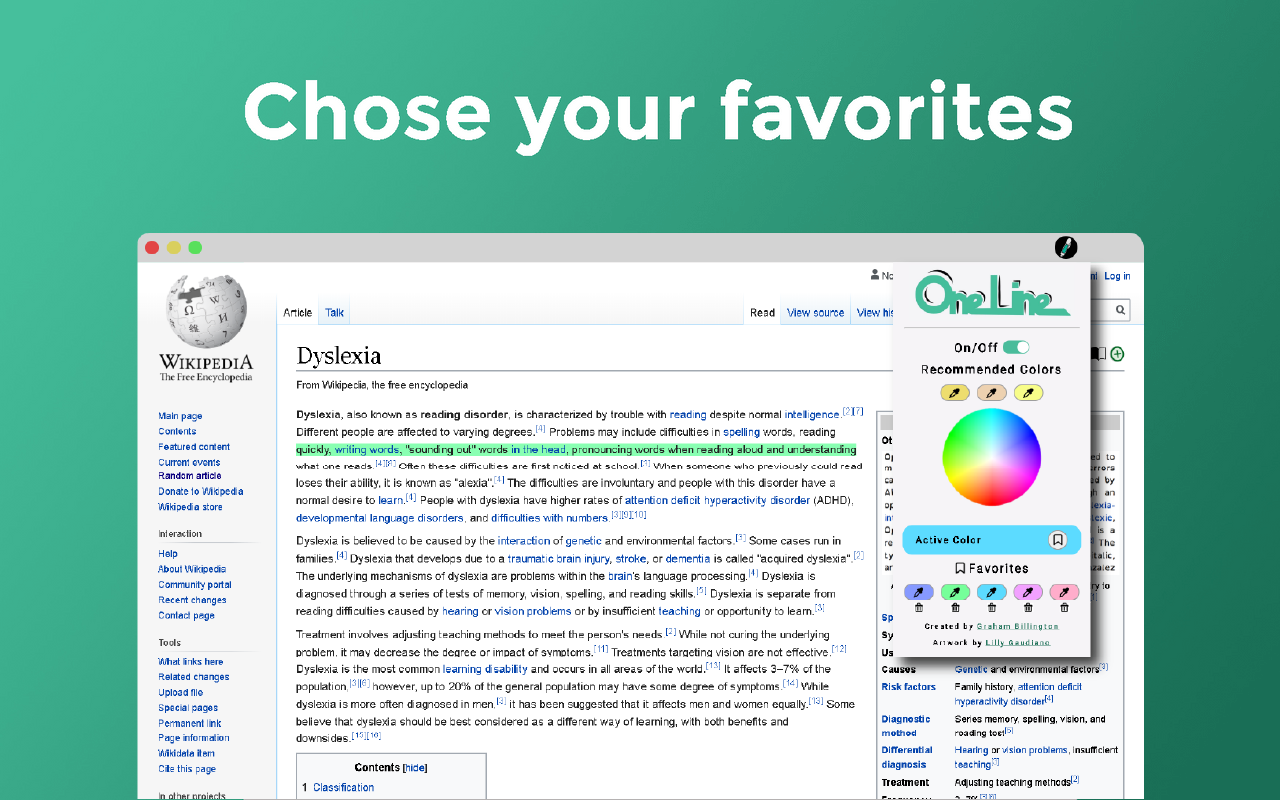 Chose your favorites
No
Log in
Article Talk
Read View source View his
WIKIPEDIA
The Free Encyclopedia
Main page
Contents
Featured content
Current events
Random article
Donate to Wikipedia
Wikipedia store
Interaction
Help
About Wikipedia
Community portal
Recent changes
Contact page
Tools
What links here
Related changes
Upload file
Special pages
Permanent link
Page information
Wikidata item
Cite this page
In other projects
Dyslexia
From Wikipedia, the free encyclopedia
Dyslexia, also known as reading disorder, is characterized by trouble with reading despite normal intelligence.[2][7]
Different people are affected to varying degrees.[4] Problems may include difficulties in spelling words, reading
quickly, writing words, "sounding out" words in the head, pronouncing words when reading aloud and understanding
what one reads.[4][8] Often these difficulties are first noticed at school.[3] When someone who previously could read
loses their ability, it is known as "alexia".[4] The difficulties are involuntary and people with this disorder have a
normal desire to learn.[4] People with dyslexia have higher rates of attention deficit hyperactivity disorder (ADHD),
developmental language disorders, and difficulties with numbers.[3][9][10]
Dyslexia is believed to be caused by the interaction of genetic and environmental factors.[3] Some cases run in
families.[4] Dyslexia that develops due to a traumatic brain injury, stroke, or dementia is called "acquired dyslexia".[2]
The underlying mechanisms of dyslexia are problems within the brain's language processing.[4] Dyslexia is
diagnosed through a series of tests of memory, vision, spelling, and reading skills.[5] Dyslexia is separate from
reading difficulties caused by hearing or vision problems or by insufficient teaching or opportunity to learn.[3]
Treatment involves adjusting teaching methods to meet the person's needs.[2] While not curing the underlying
problem, it may decrease the degree or impact of symptoms.[11] Treatments targeting vision are not effective.[12]
Dyslexia is the most common learning disability and occurs in all areas of the world.[13] It affects 3–7% of the
population,[3][6] however, up to 20% of the general population may have some degree of symptoms.[14] While
dyslexia is more often diagnosed in men,[3] it has been suggested that it affects men and women equally.[13] Some
believe that dyslexia should be best considered as a different way of learning, with both benefits and
downsides.[15][16]
Contents [hide]
1 Classification
One Line
On/Off
Recommended Colors
Active Color
Favorites
Created by Graham Billington
Artwork by Lilly Gaudiano
Causes Genetic and environmental factors[3]
Risk factors Family history, attention deficit
hyperactivity disorder[4]
Diagnostic method Series memory, spelling, vision, and
reading test[5]
Differential diagnosis Hearing or vision problems, insufficient
teaching[3]
Treatment Adjusting teaching methods[2]
Frequency 3–7%